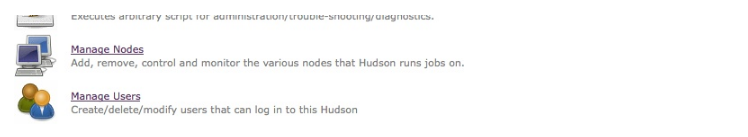 Executes arbitrary script for administration/trouble-shooting/diagnostics.
Manage Nodes
Add, remove, control and monitor the various nodes that Hudson runs jobs on.
Manage Users
Create/delete/modify users that can log in to this Hudson